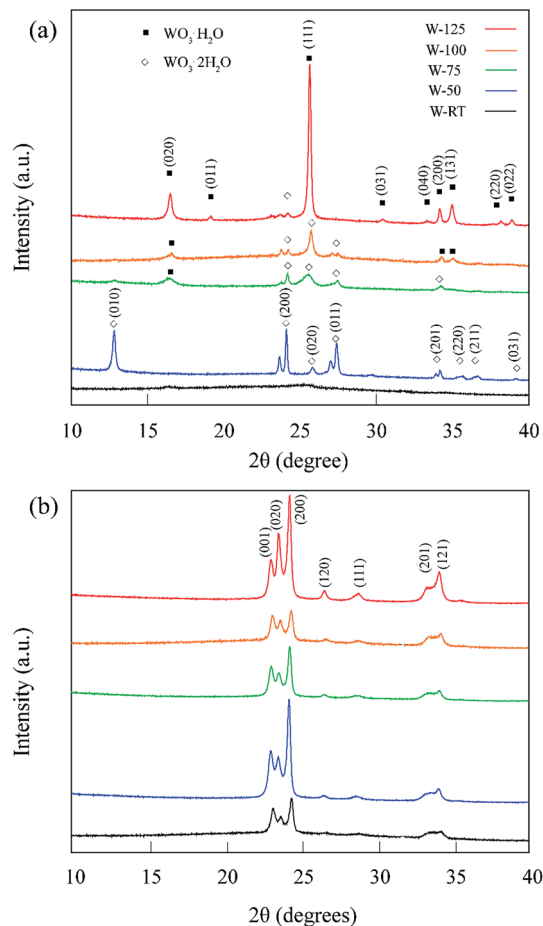 (a)
■ WO₃·H₂O
◇ WO₃·2H₂O
W-125
W-100
W-75
W-50
W-RT
(020)
(011)
(111)
(031)
(040)
(200)
(131)
(220)
(022)
(010)
(200)
(020)
(011)
(201)
(220)
(211)
(031)
Intensity (a.u.)
10 15 20 25 30 35 40
2θ (degree)
(b)
(001)
(020)
(200)
(120)
(111)
(201)
(121)
Intensity (a.u.)
10 15 20 25 30 35 40
2θ (degrees)